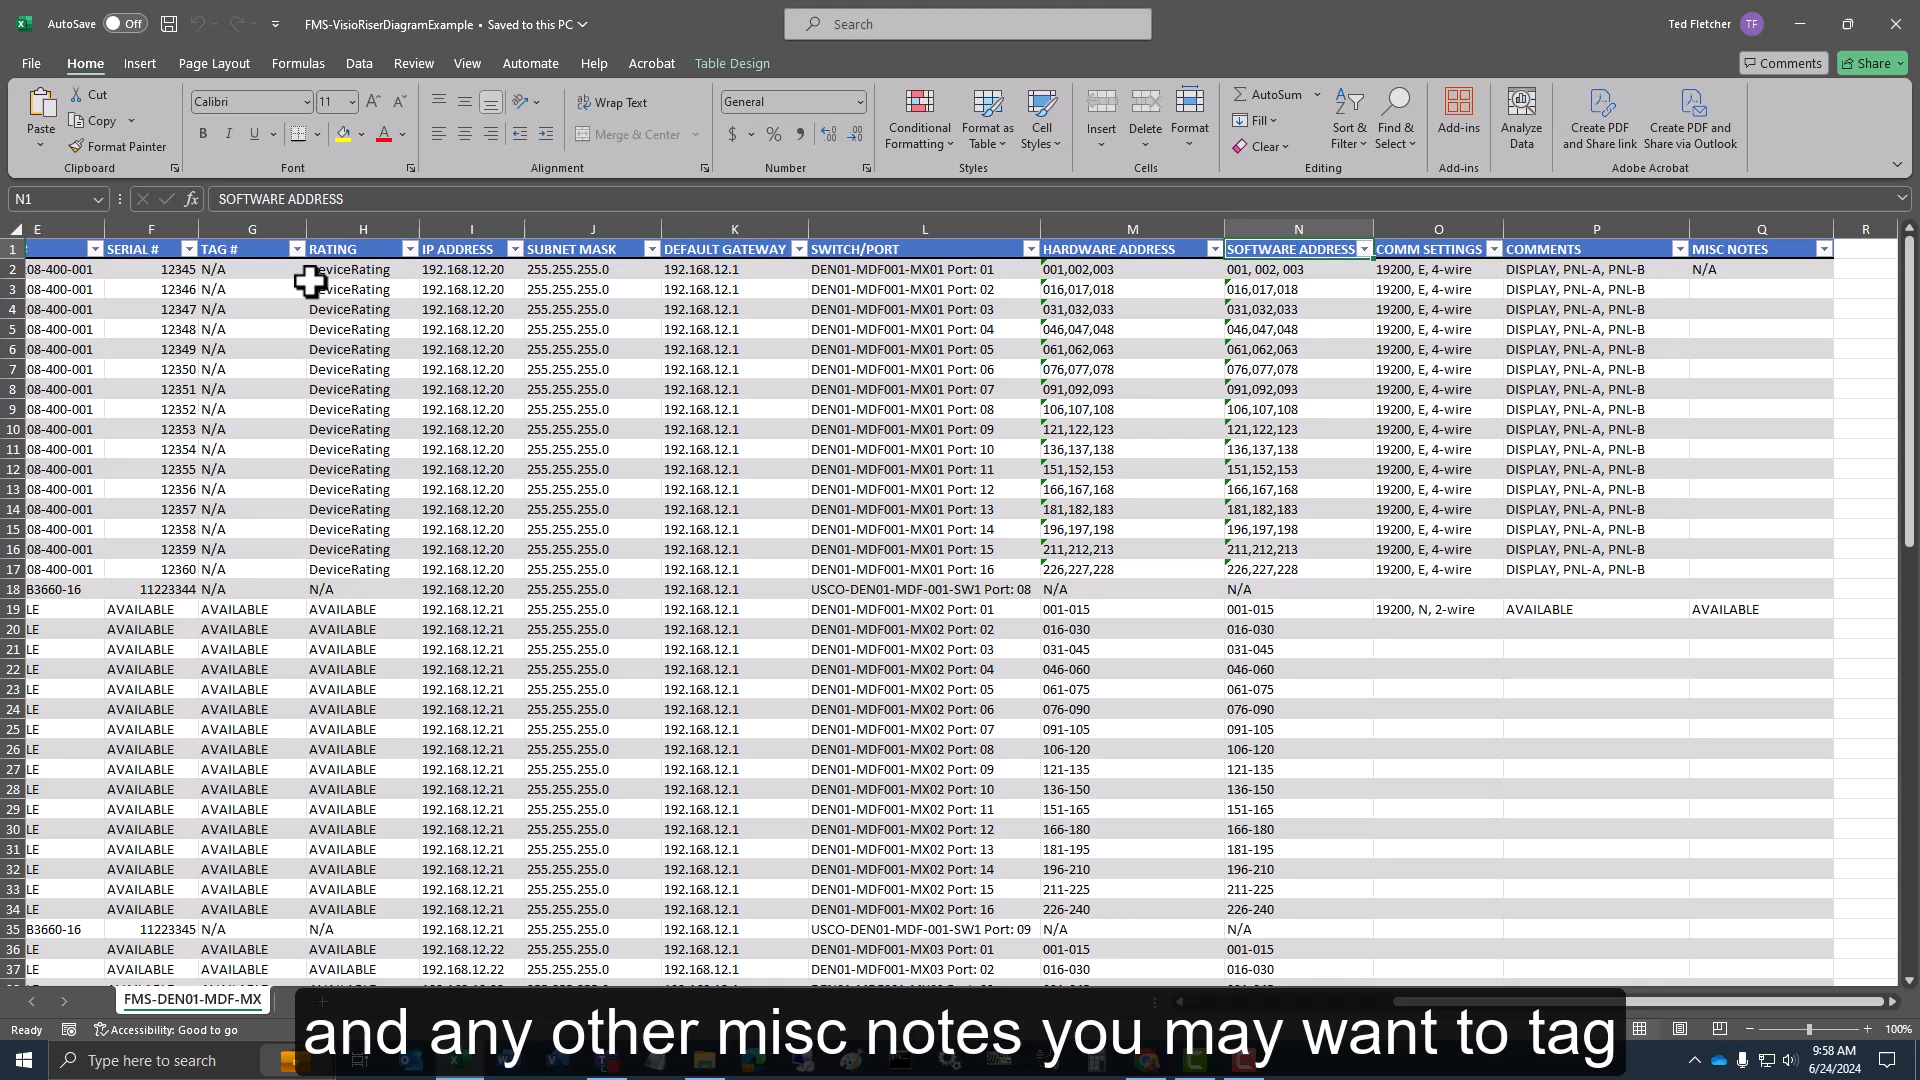 AutoSave Off FMS-VisioRiserDiagramExample • Saved to this PC Search Ted Fletcher TF
File Home Insert Page Layout Formulas Data Review View Automate Help Acrobat Table Design Comments Share
Paste Cut Copy Format Painter Clipboard
Calibri 11 B I U Font
Wrap Text Merge & Center Alignment
General $ % Number
Conditional Formatting Format as Table Cell Styles Styles
Insert Delete Format Cells
AutoSum Fill Clear Sort & Filter Find & Select Editing
Add-ins Add-ins
Analyze Data
Create PDF and Share link Create PDF and Share via Outlook Adobe Acrobat
N1 fx SOFTWARE ADDRESS
E F G H I J K L M N O P Q R
1 SERIAL # TAG # RATING IP ADDRESS SUBNET MASK DEFAULT GATEWAY SWITCH/PORT HARDWARE ADDRESS SOFTWARE ADDRESS COMM SETTINGS COMMENTS MISC NOTES
2 08-400-001 12345 N/A DeviceRating 192.168.12.20 255.255.255.0 192.168.12.1 DEN01-MDF001-MX01 Port: 01 001,002,003 001, 002, 003 19200, E, 4-wire DISPLAY, PNL-A, PNL-B N/A
3 08-400-001 12346 N/A DeviceRating 192.168.12.20 255.255.255.0 192.168.12.1 DEN01-MDF001-MX01 Port: 02 016,017,018 016,017,018 19200, E, 4-wire DISPLAY, PNL-A, PNL-B
4 08-400-001 12347 N/A DeviceRating 192.168.12.20 255.255.255.0 192.168.12.1 DEN01-MDF001-MX01 Port: 03 031,032,033 031,032,033 19200, E, 4-wire DISPLAY, PNL-A, PNL-B
5 08-400-001 12348 N/A DeviceRating 192.168.12.20 255.255.255.0 192.168.12.1 DEN01-MDF001-MX01 Port: 04 046,047,048 046,047,048 19200, E, 4-wire DISPLAY, PNL-A, PNL-B
6 08-400-001 12349 N/A DeviceRating 192.168.12.20 255.255.255.0 192.168.12.1 DEN01-MDF001-MX01 Port: 05 061,062,063 061,062,063 19200, E, 4-wire DISPLAY, PNL-A, PNL-B
7 08-400-001 12350 N/A DeviceRating 192.168.12.20 255.255.255.0 192.168.12.1 DEN01-MDF001-MX01 Port: 06 076,077,078 076,077,078 19200, E, 4-wire DISPLAY, PNL-A, PNL-B
8 08-400-001 12351 N/A DeviceRating 192.168.12.20 255.255.255.0 192.168.12.1 DEN01-MDF001-MX01 Port: 07 091,092,093 091,092,093 19200, E, 4-wire DISPLAY, PNL-A, PNL-B
9 08-400-001 12352 N/A DeviceRating 192.168.12.20 255.255.255.0 192.168.12.1 DEN01-MDF001-MX01 Port: 08 106,107,108 106,107,108 19200, E, 4-wire DISPLAY, PNL-A, PNL-B
10 08-400-001 12353 N/A DeviceRating 192.168.12.20 255.255.255.0 192.168.12.1 DEN01-MDF001-MX01 Port: 09 121,122,123 121,122,123 19200, E, 4-wire DISPLAY, PNL-A, PNL-B
11 08-400-001 12354 N/A DeviceRating 192.168.12.20 255.255.255.0 192.168.12.1 DEN01-MDF001-MX01 Port: 10 136,137,138 136,137,138 19200, E, 4-wire DISPLAY, PNL-A, PNL-B
12 08-400-001 12355 N/A DeviceRating 192.168.12.20 255.255.255.0 192.168.12.1 DEN01-MDF001-MX01 Port: 11 151,152,153 151,152,153 19200, E, 4-wire DISPLAY, PNL-A, PNL-B
13 08-400-001 12356 N/A DeviceRating 192.168.12.20 255.255.255.0 192.168.12.1 DEN01-MDF001-MX01 Port: 12 166,167,168 166,167,168 19200, E, 4-wire DISPLAY, PNL-A, PNL-B
14 08-400-001 12357 N/A DeviceRating 192.168.12.20 255.255.255.0 192.168.12.1 DEN01-MDF001-MX01 Port: 13 181,182,183 181,182,183 19200, E, 4-wire DISPLAY, PNL-A, PNL-B
15 08-400-001 12358 N/A DeviceRating 192.168.12.20 255.255.255.0 192.168.12.1 DEN01-MDF001-MX01 Port: 14 196,197,198 196,197,198 19200, E, 4-wire DISPLAY, PNL-A, PNL-B
16 08-400-001 12359 N/A DeviceRating 192.168.12.20 255.255.255.0 192.168.12.1 DEN01-MDF001-MX01 Port: 15 211,212,213 211,212,213 19200, E, 4-wire DISPLAY, PNL-A, PNL-B
17 08-400-001 12360 N/A DeviceRating 192.168.12.20 255.255.255.0 192.168.12.1 DEN01-MDF001-MX01 Port: 16 226,227,228 226,227,228 19200, E, 4-wire DISPLAY, PNL-A, PNL-B
18 B3660-16 11223344 N/A N/A 192.168.12.20 255.255.255.0 192.168.12.1 USCO-DEN01-MDF-001-SW1 Port: 08 N/A N/A
19 LE AVAILABLE AVAILABLE AVAILABLE 192.168.12.21 255.255.255.0 192.168.12.1 DEN01-MDF001-MX02 Port: 01 001-015 001-015 19200, N, 2-wire AVAILABLE AVAILABLE
20 LE AVAILABLE AVAILABLE AVAILABLE 192.168.12.21 255.255.255.0 192.168.12.1 DEN01-MDF001-MX02 Port: 02 016-030 016-030
21 LE AVAILABLE AVAILABLE AVAILABLE 192.168.12.21 255.255.255.0 192.168.12.1 DEN01-MDF001-MX02 Port: 03 031-045 031-045
22 LE AVAILABLE AVAILABLE AVAILABLE 192.168.12.21 255.255.255.0 192.168.12.1 DEN01-MDF001-MX02 Port: 04 046-060 046-060
23 LE AVAILABLE AVAILABLE AVAILABLE 192.168.12.21 255.255.255.0 192.168.12.1 DEN01-MDF001-MX02 Port: 05 061-075 061-075
24 LE AVAILABLE AVAILABLE AVAILABLE 192.168.12.21 255.255.255.0 192.168.12.1 DEN01-MDF001-MX02 Port: 06 076-090 076-090
25 LE AVAILABLE AVAILABLE AVAILABLE 192.168.12.21 255.255.255.0 192.168.12.1 DEN01-MDF001-MX02 Port: 07 091-105 091-105
26 LE AVAILABLE AVAILABLE AVAILABLE 192.168.12.21 255.255.255.0 192.168.12.1 DEN01-MDF001-MX02 Port: 08 106-120 106-120
27 LE AVAILABLE AVAILABLE AVAILABLE 192.168.12.21 255.255.255.0 192.168.12.1 DEN01-MDF001-MX02 Port: 09 121-135 121-135
28 LE AVAILABLE AVAILABLE AVAILABLE 192.168.12.21 255.255.255.0 192.168.12.1 DEN01-MDF001-MX02 Port: 10 136-150 136-150
29 LE AVAILABLE AVAILABLE AVAILABLE 192.168.12.21 255.255.255.0 192.168.12.1 DEN01-MDF001-MX02 Port: 11 151-165 151-165
30 LE AVAILABLE AVAILABLE AVAILABLE 192.168.12.21 255.255.255.0 192.168.12.1 DEN01-MDF001-MX02 Port: 12 166-180 166-180
31 LE AVAILABLE AVAILABLE AVAILABLE 192.168.12.21 255.255.255.0 192.168.12.1 DEN01-MDF001-MX02 Port: 13 181-195 181-195
32 LE AVAILABLE AVAILABLE AVAILABLE 192.168.12.21 255.255.255.0 192.168.12.1 DEN01-MDF001-MX02 Port: 14 196-210 196-210
33 LE AVAILABLE AVAILABLE AVAILABLE 192.168.12.21 255.255.255.0 192.168.12.1 DEN01-MDF001-MX02 Port: 15 211-225 211-225
34 LE AVAILABLE AVAILABLE AVAILABLE 192.168.12.21 255.255.255.0 192.168.12.1 DEN01-MDF001-MX02 Port: 16 226-240 226-240
35 B3660-16 11223345 N/A N/A 192.168.12.21 255.255.255.0 192.168.12.1 USCO-DEN01-MDF-001-SW1 Port: 09 N/A N/A
36 LE AVAILABLE AVAILABLE AVAILABLE 192.168.12.22 255.255.255.0 192.168.12.1 DEN01-MDF001-MX03 Port: 01 001-015 001-015
37 LE AVAILABLE AVAILABLE AVAILABLE 192.168.12.22 255.255.255.0 192.168.12.1 DEN01-MDF001-MX03 Port: 02 016-030 016-030
FMS-DEN01-MDF-MX
and any other misc notes you may want to tag
Ready Accessibility: Good to go 100%
Type here to search 9:58 AM
6/24/2024